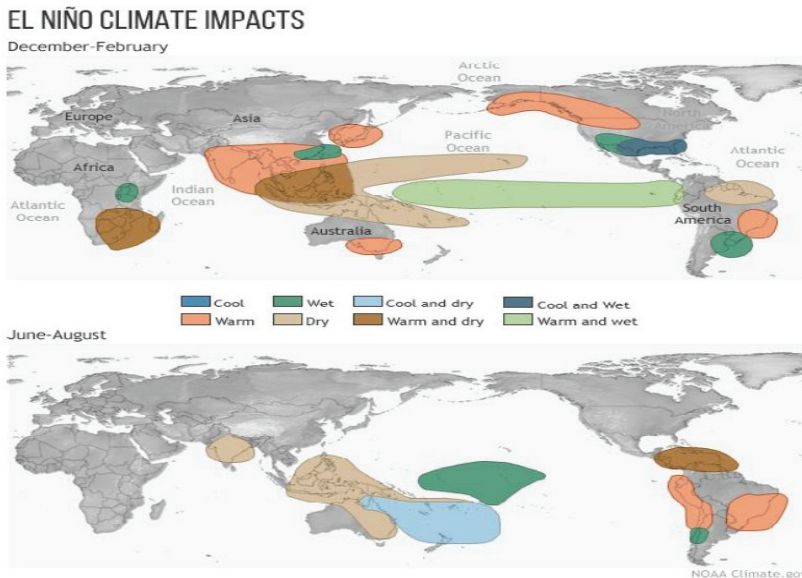 EL NIÑO CLIMATE IMPACTS
December-February
Arctic
Ocean
Europe
Asia
North
America
Pacific
Ocean
Africa
Atlantic
Ocean
Indian
Ocean
Atlantic
Ocean
South
America
Australia
Cool
Wet
Cool and dry
Cool and Wet
Warm
Dry
Warm and dry
Warm and wet
June-August
NOAA Climate.gov